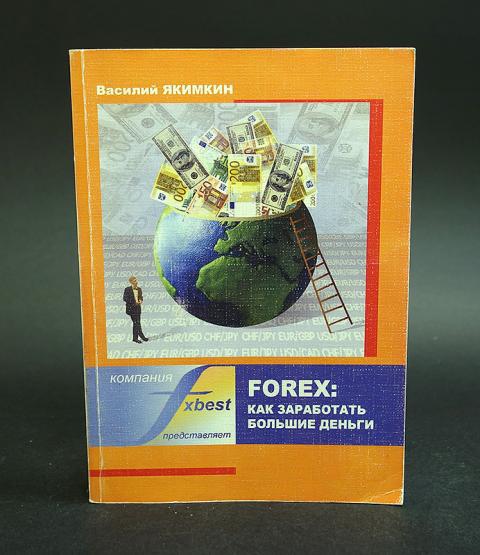 Василий ЯКИМКИН
компания
fxbest
представляет
FOREX:
КАК ЗАРАБОТАТЬ
БОЛЬШИЕ ДЕНЬГИ